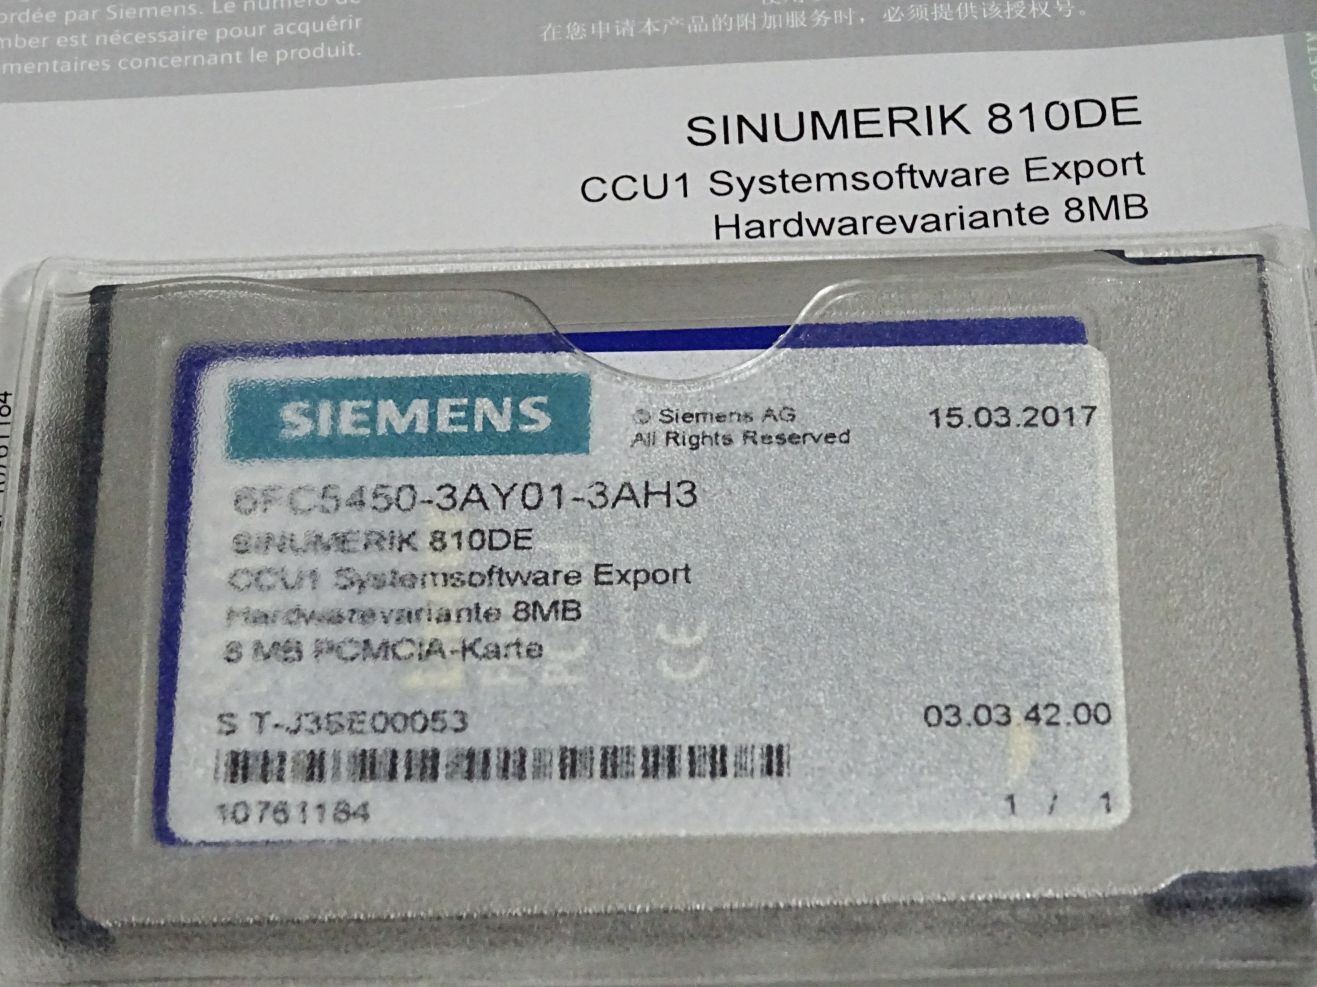 ordée par Siemens. Le numéro de
mber est nécessaire pour acquérir
mentaires concernant le produit.
在您申请本产品的附加服务时，必须提供该授权号。
SINUMERIK 810DE
CCU1 Systemsoftware Export
Hardwarevariante 8MB
SIEMENS
© Siemens AG
All Rights Reserved
15.03.2017
6FC5450-3AY01-3AH3
SINUMERIK 810DE
CCU1 Systemsoftware Export
Hardwarevariante 8MB
8 MB PCMCIA-Karte
CE
S T-J3SE00053
03.03.42.00
10761184
1 / 1